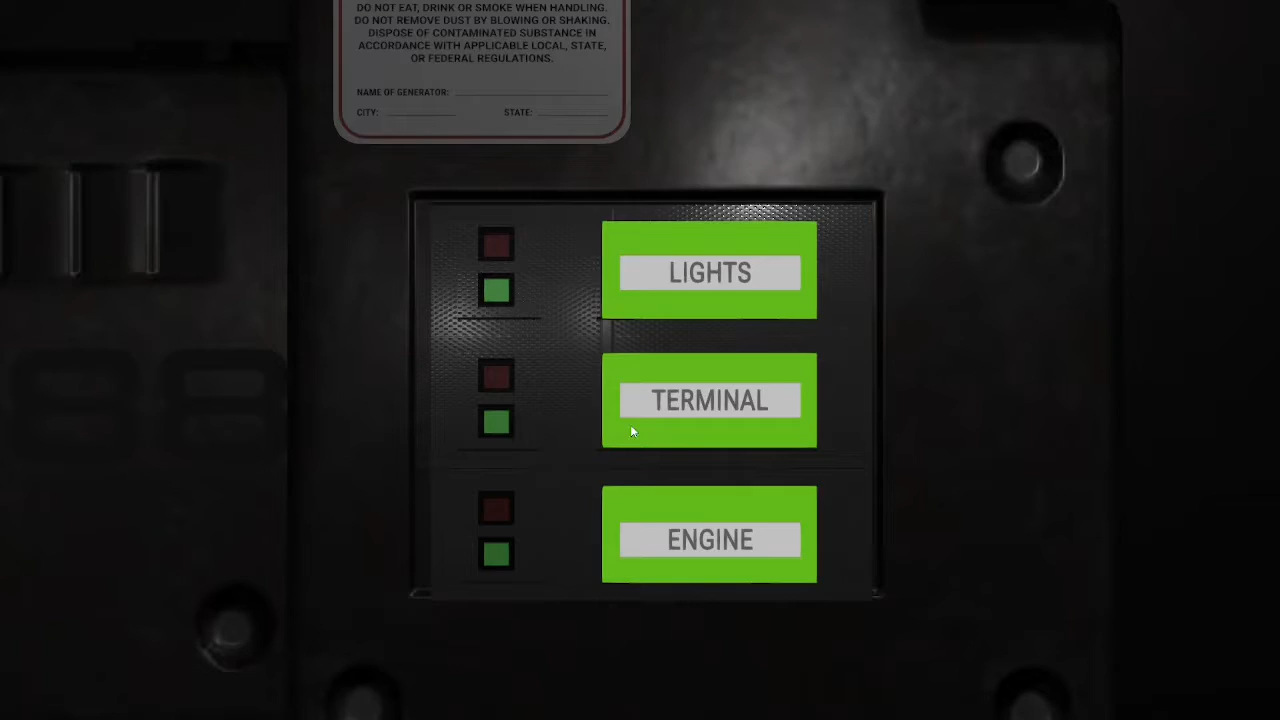 DO NOT EAT, DRINK OR SMOKE WHEN HANDLING.
DO NOT REMOVE DUST BY BLOWING OR SHAKING.
DISPOSE OF CONTAMINATED SUBSTANCE IN
ACCORDANCE WITH APPLICABLE LOCAL, STATE,
OR FEDERAL REGULATIONS.
NAME OF GENERATOR:
CITY: STATE:
LIGHTS
TERMINAL
ENGINE